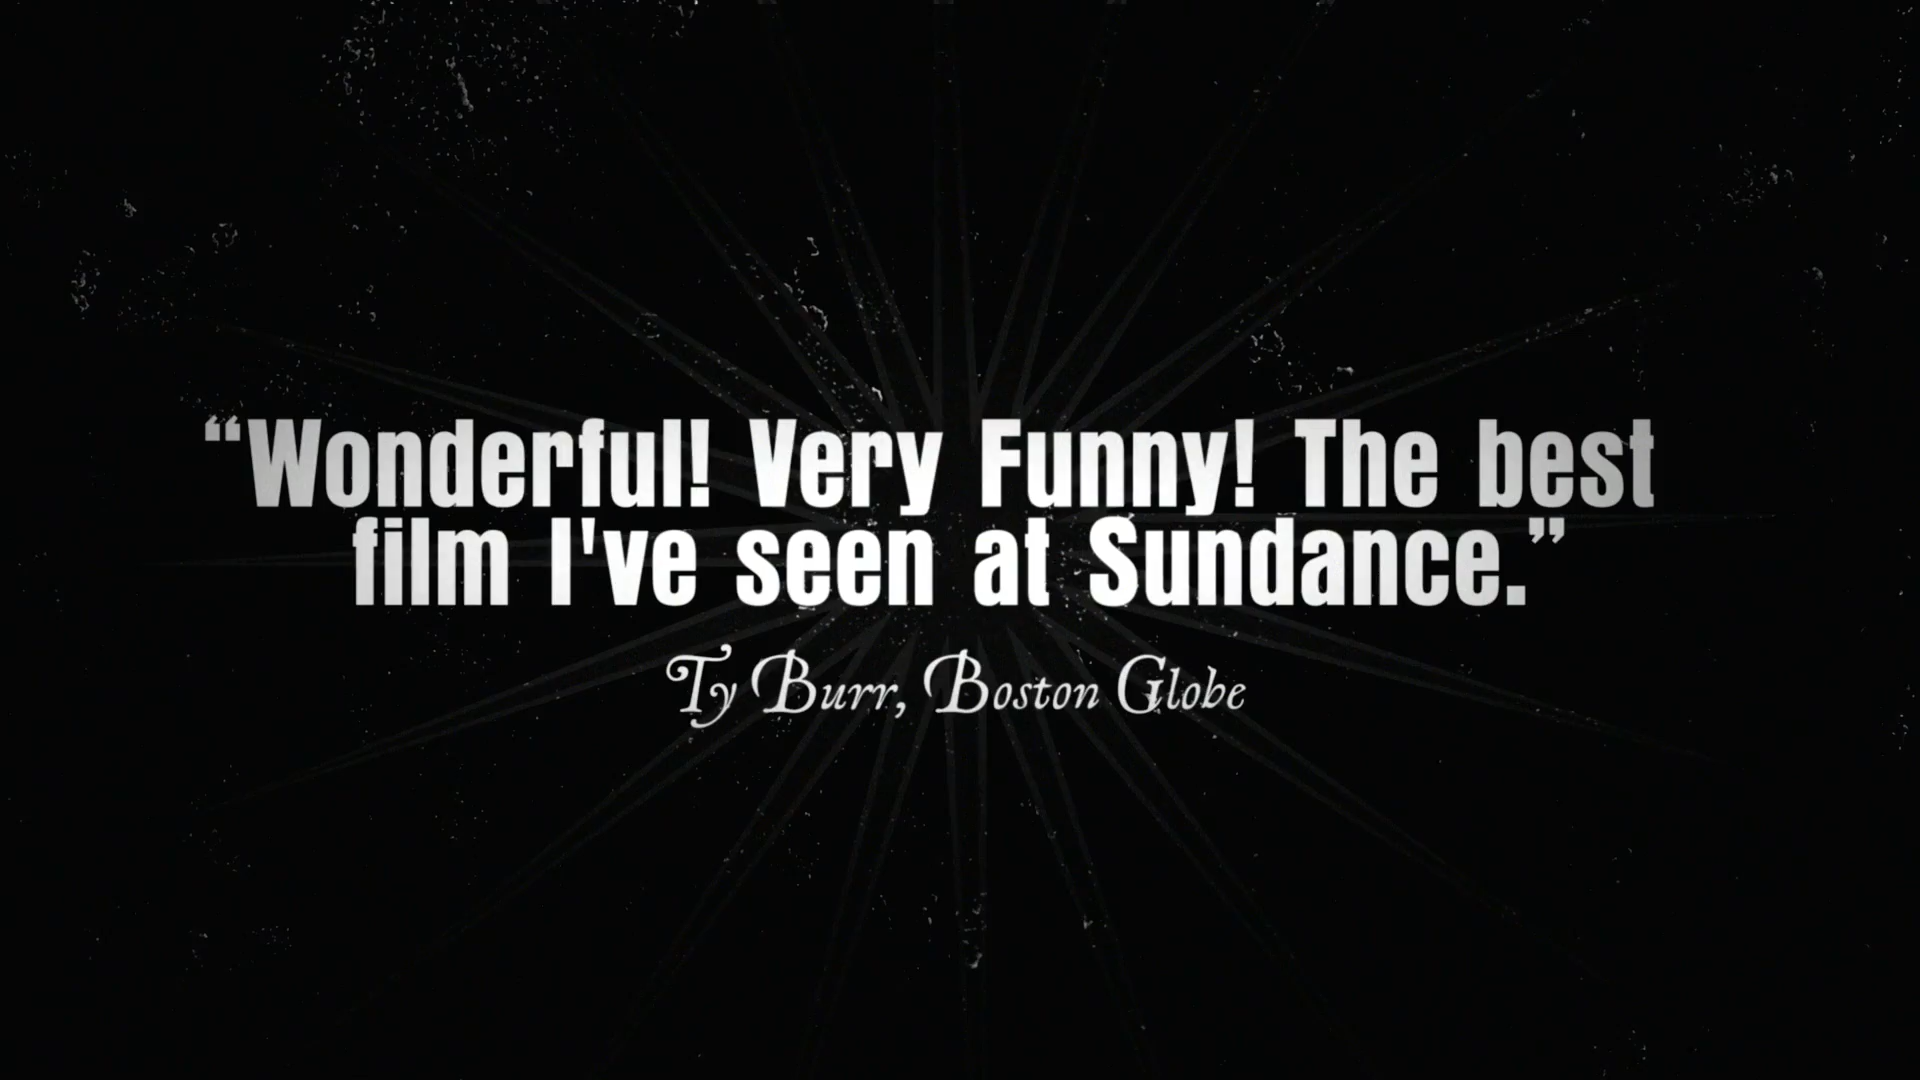 “Wonderful! Very Funny! The best
film I've seen at Sundance.”
Ty Burr, Boston Globe